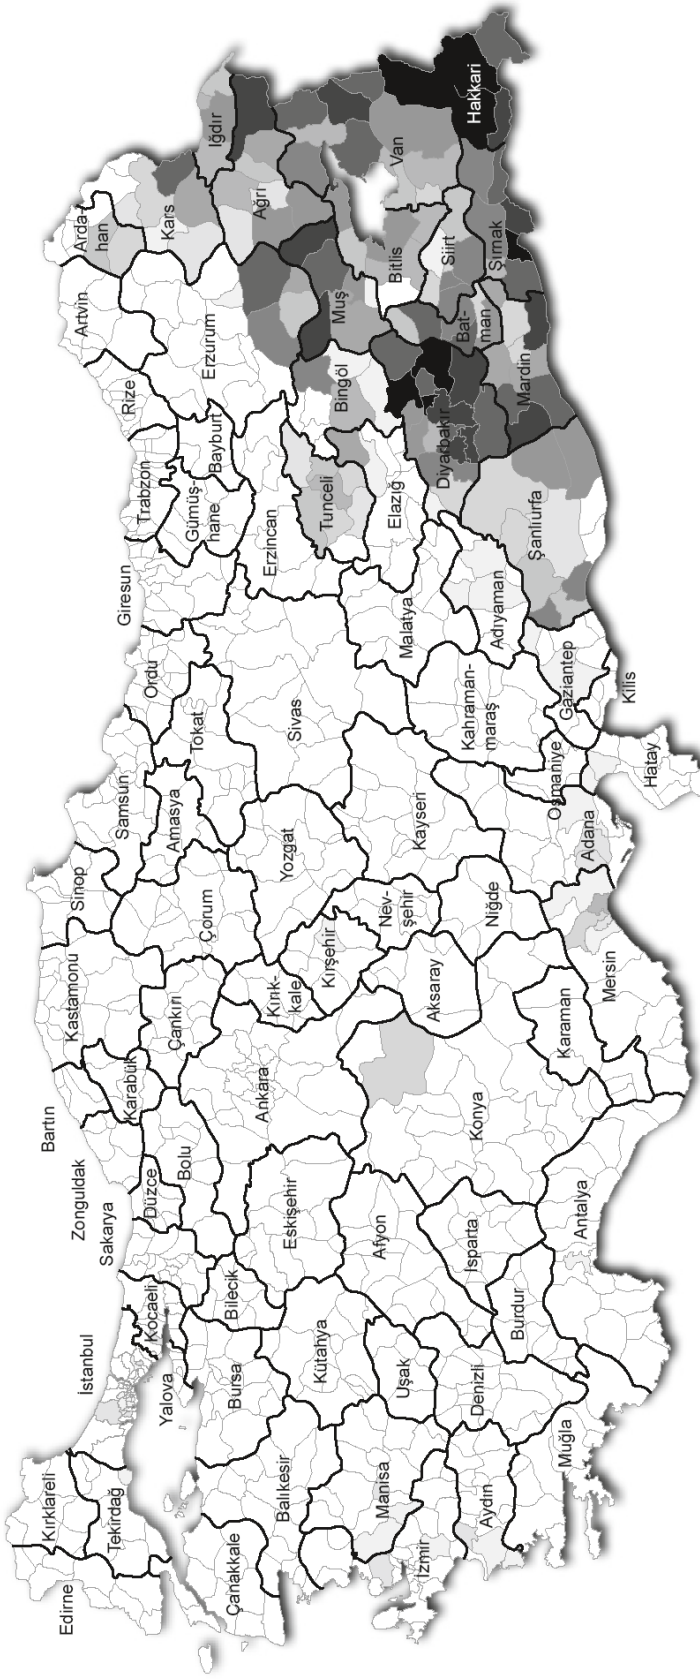 Edirne
Kırklareli
Tekirdağ
İstanbul
Kocaeli
Yalova
Sakarya
Düzce
Zonguldak
Bolu
Bartın
Karabük
Kastamonu
Çankırı
Sinop
Çorum
Samsun
Amasya
Tokat
Ordu
Giresun
Gümüş-
hane
Trabzon
Bayburt
Rize
Artvin
Erzurum
Arda-
han
Kars
Iğdır
Ağrı
Çanakkale
Balıkesir
Bursa
Bilecik
Kütahya
Eskişehir
Ankara
Kırık-
kale
Kırşehir
Yozgat
Sivas
Erzincan
Tunceli
Bingöl
Muş
Bitlis
Van
Hakkari
İzmir
Manisa
Uşak
Afyon
Konya
Aksaray
Nev-
şehir
Niğde
Kayseri
Kahraman-
maraş
Malatya
Elazığ
Adıyaman
Diyarbakır
Bat-
man
Siirt
Şırnak
Mardin
Şanlıurfa
Aydın
Muğla
Denizli
Burdur
Isparta
Antalya
Karaman
Mersin
Adana
Osmaniye
Hatay
Gaziantep
Kilis